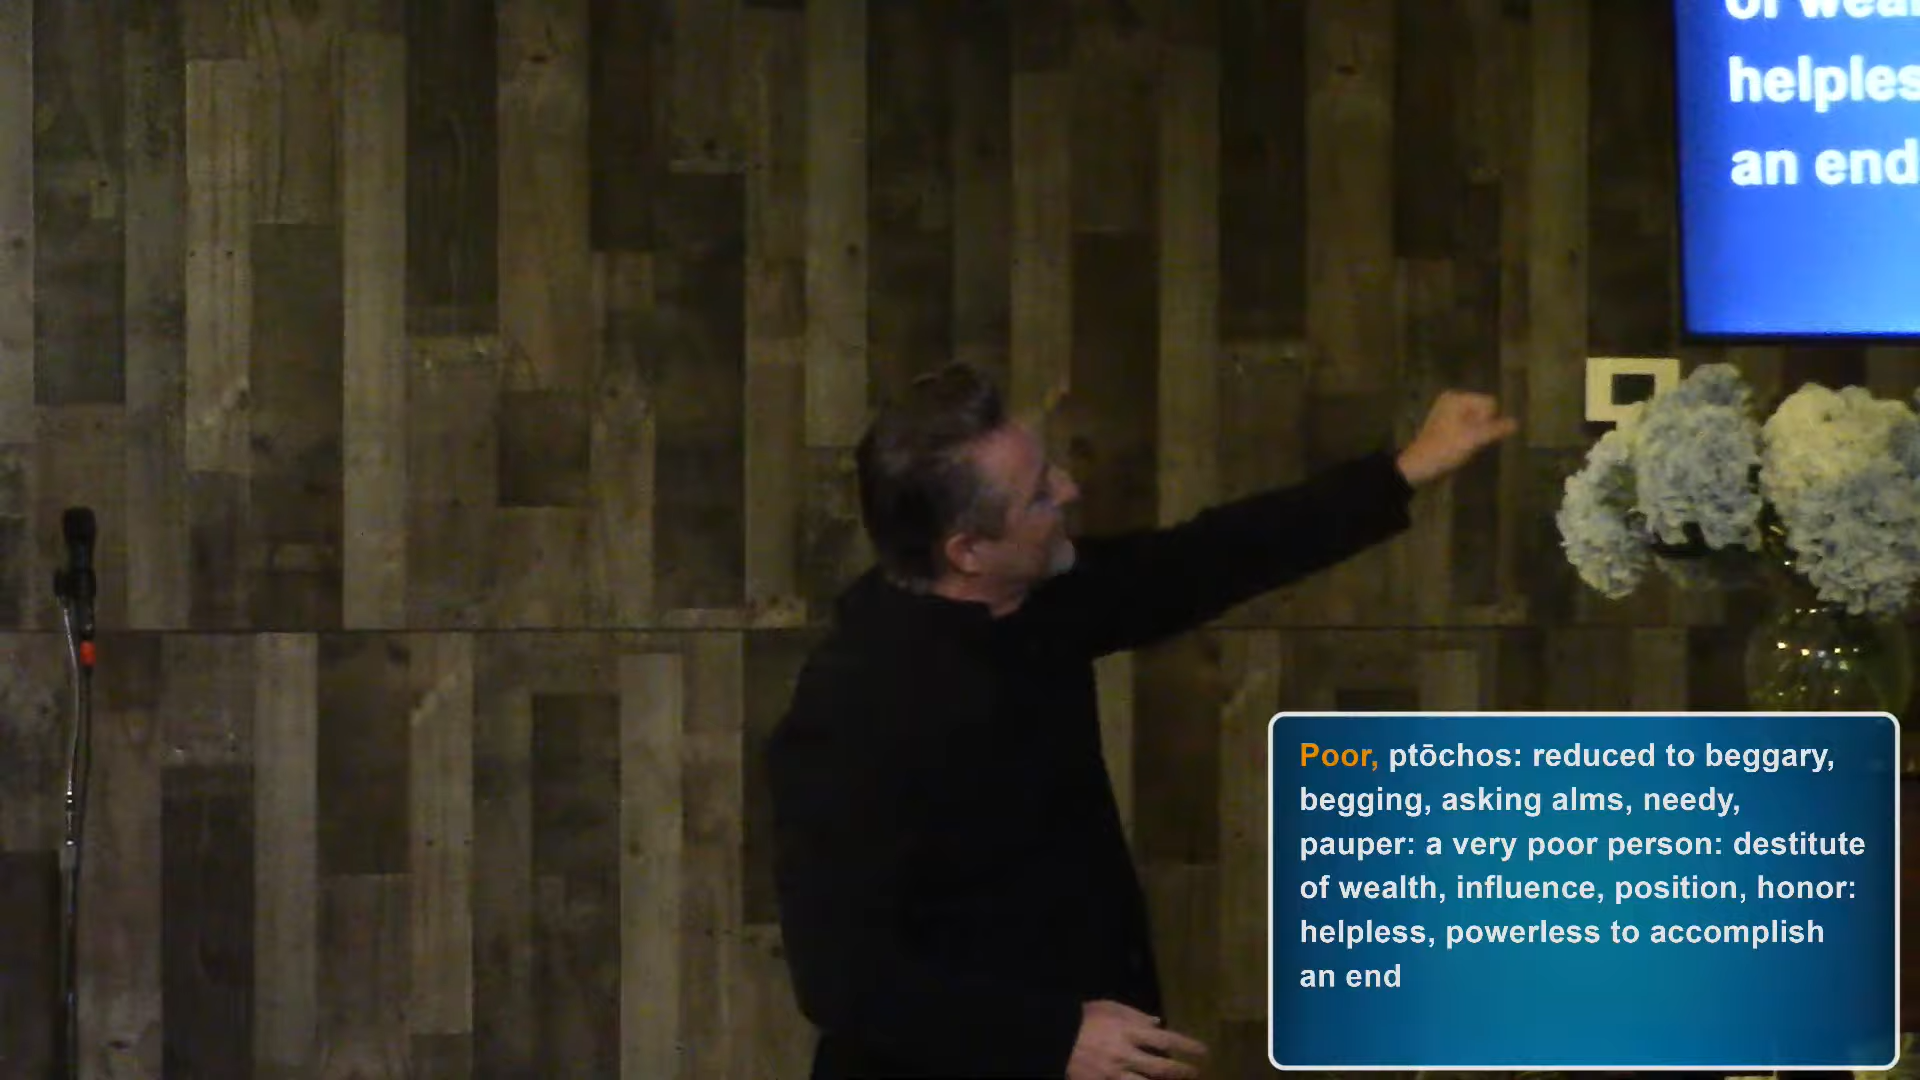 of
helples
an end
Poor, ptōchos: reduced to beggary,
begging, asking alms, needy,
pauper: a very poor person: destitute
of wealth, influence, position, honor:
helpless, powerless to accomplish
an end